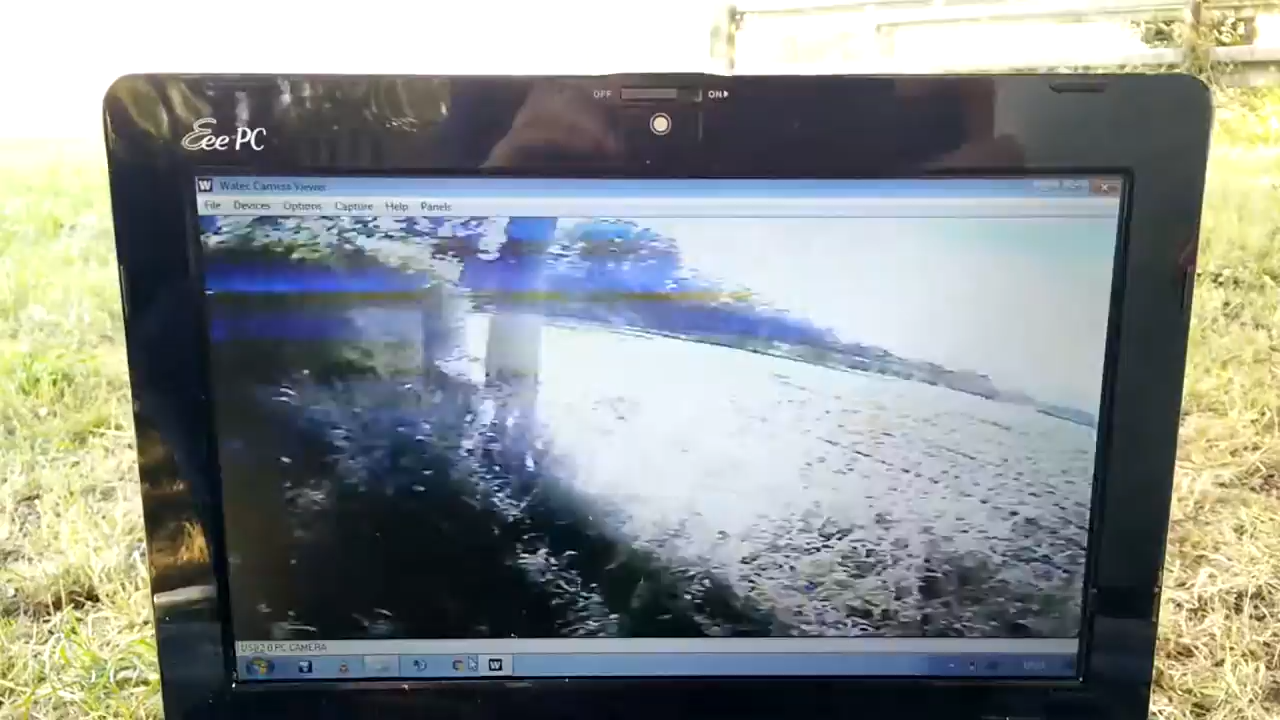 OFF ON
Eee PC
W Watec Camera Viewer
File Devices Options Capture Help Panels
USB2.0 PC CAMERA
W